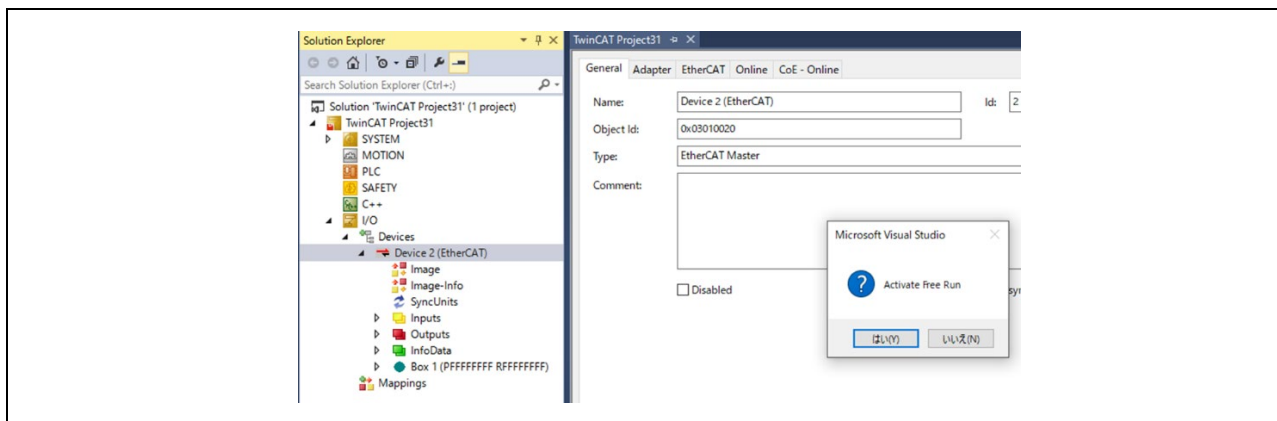 Solution Explorer
Search Solution Explorer (Ctrl+:)
Solution 'TwinCAT Project31' (1 project)
TwinCAT Project31
SYSTEM
MOTION
PLC
SAFETY
C++
I/O
Devices
Device 2 (EtherCAT)
Image
Image-Info
SyncUnits
Inputs
Outputs
InfoData
Box 1 (PFFFFFFFF RFFFFFFFF)
Mappings
TwinCAT Project31
General Adapter EtherCAT Online CoE - Online
Name: Device 2 (EtherCAT) Id: 2
Object Id: 0x03010020
Type: EtherCAT Master
Comment:
Disabled
Microsoft Visual Studio
Activate Free Run
はい(Y) いいえ(N)